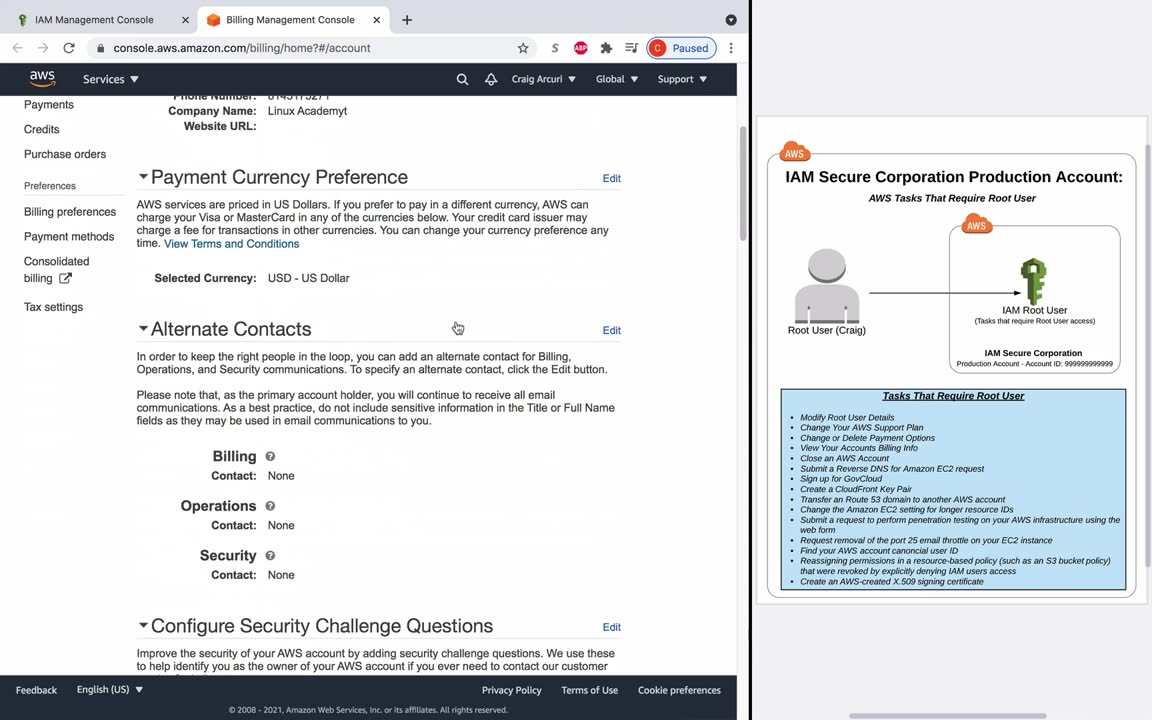 IAM Management Console
Billing Management Console
console.aws.amazon.com/billing/home?#/account
S
ABP
C Paused
aws
Services
Craig Arcuri
Global
Support
Payments
Credits
Purchase orders
Preferences
Billing preferences
Payment methods
Consolidated
billing
Tax settings
Company Name: Linux Academyt
Website URL:
Payment Currency Preference
Edit
AWS services are priced in US Dollars. If you prefer to pay in a different currency, AWS can
charge your Visa or MasterCard in any of the currencies below. Your credit card issuer may
charge a fee for transactions in other currencies. You can change your currency preference any
time. View Terms and Conditions
Selected Currency: USD - US Dollar
Alternate Contacts
Edit
In order to keep the right people in the loop, you can add an alternate contact for Billing,
Operations, and Security communications. To specify an alternate contact, click the Edit button.
Please note that, as the primary account holder, you will continue to receive all email
communications. As a best practice, do not include sensitive information in the Title or Full Name
fields as they may be used in email communications to you.
Billing ?
Contact: None
Operations ?
Contact: None
Security ?
Contact: None
Configure Security Challenge Questions
Edit
Improve the security of your AWS account by adding security challenge questions. We use these
to help identify you as the owner of your AWS account if you ever need to contact our customer
Feedback
English (US)
Privacy Policy
Terms of Use
Cookie preferences
© 2008 - 2021, Amazon Web Services, Inc. or its affiliates. All rights reserved.
AWS
IAM Secure Corporation Production Account:
AWS Tasks That Require Root User
AWS
Root User (Craig)
IAM Root User
(Tasks that require Root User access)
IAM Secure Corporation
Production Account - Account ID: 999999999999
Tasks That Require Root User
• Modify Root User Details
• Change Your AWS Support Plan
• Change or Delete Payment Options
• View Your Accounts Billing Info
• Close an AWS Account
• Submit a Reverse DNS for Amazon EC2 request
• Sign up for GovCloud
• Create a CloudFront Key Pair
• Transfer an Route 53 domain to another AWS account
• Change the Amazon EC2 setting for longer resource IDs
• Submit a request to perform penetration testing on your AWS infrastructure using the
web form
• Request removal of the port 25 email throttle on your EC2 instance
• Find your AWS account canoncial user ID
• Reassigning permissions in a resource-based policy (such as an S3 bucket policy)
that were revoked by explicitly denying IAM users access
• Create an AWS-created X.509 signing certificate